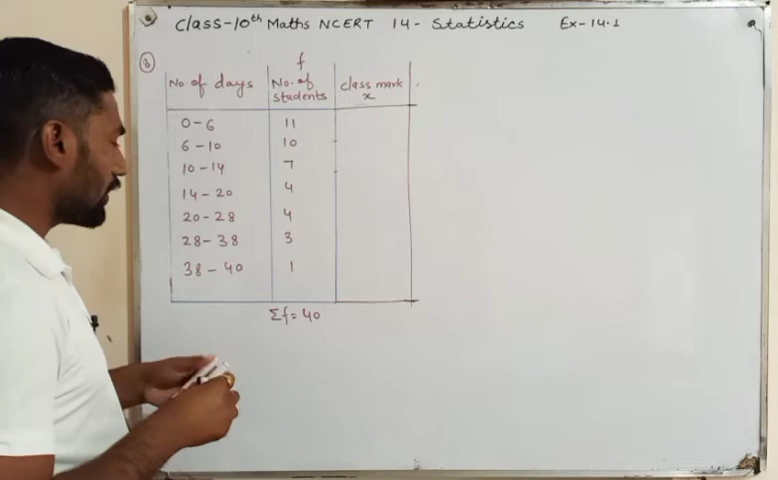 Class-10th Maths NCERT 14- Statistics Ex-14.1
8
f
No of days No. of students class mark x
0-6 11
6-10 10
10-14 7
14-20 4
20-28 4
28-38 3
38-40 1
Σf=40